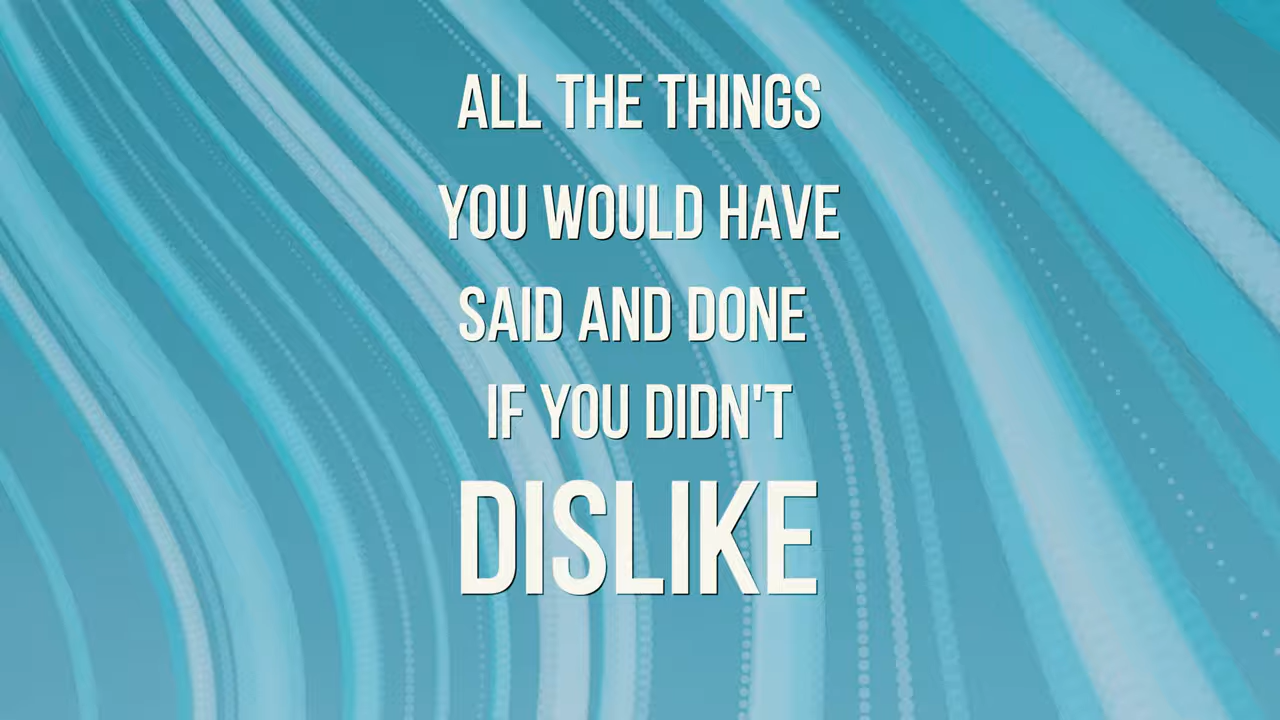 ALL THE THINGS
YOU WOULD HAVE
SAID AND DONE
IF YOU DIDN'T
DISLIKE